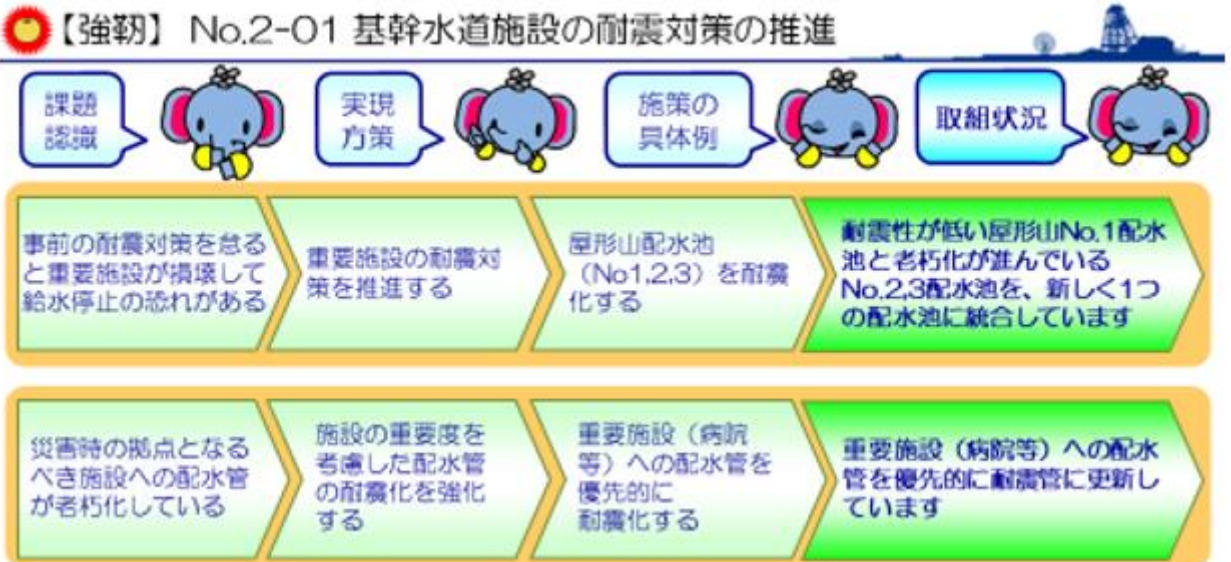 【強靭】 No.2-01 基幹水道施設の耐震対策の推進
課題
認識
実現
方策
施策の
具体例
取組状況
事前の耐震対策を怠る
と重要施設が損壊して
給水停止の恐れがある
重要施設の耐震対
策を推進する
屋形山配水池
（No1,2,3）を耐震
化する
耐震性が低い屋形山No.1配水
池と老朽化が進んでいる
No.2,3配水池を、新しく1つ
の配水池に統合しています
災害時の拠点となる
べき施設への配水管
が老朽化している
施設の重要度を
考慮した配水管
の耐震化を強化
する
重要施設（病院
等）への配水管を
優先的に
耐震化する
重要施設（病院等）への配水
管を優先的に耐震管に更新し
ています